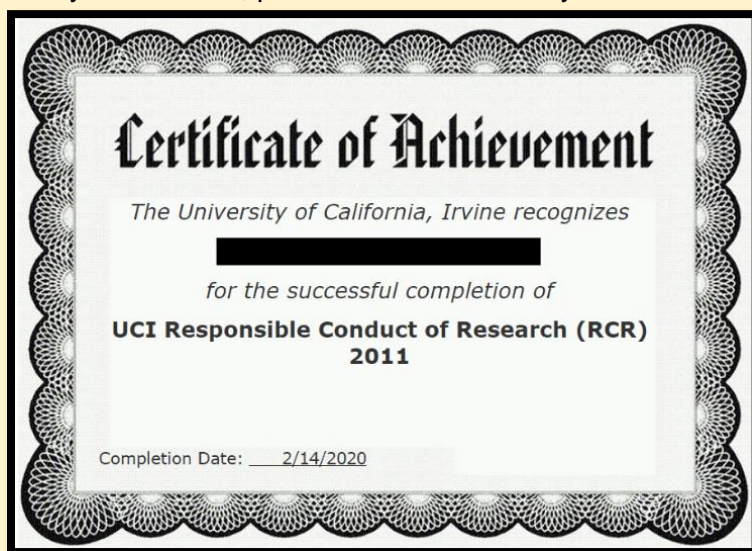 Certificate of Achievement
The University of California, Irvine recognizes
for the successful completion of
UCI Responsible Conduct of Research (RCR)
2011
Completion Date: 2/14/2020